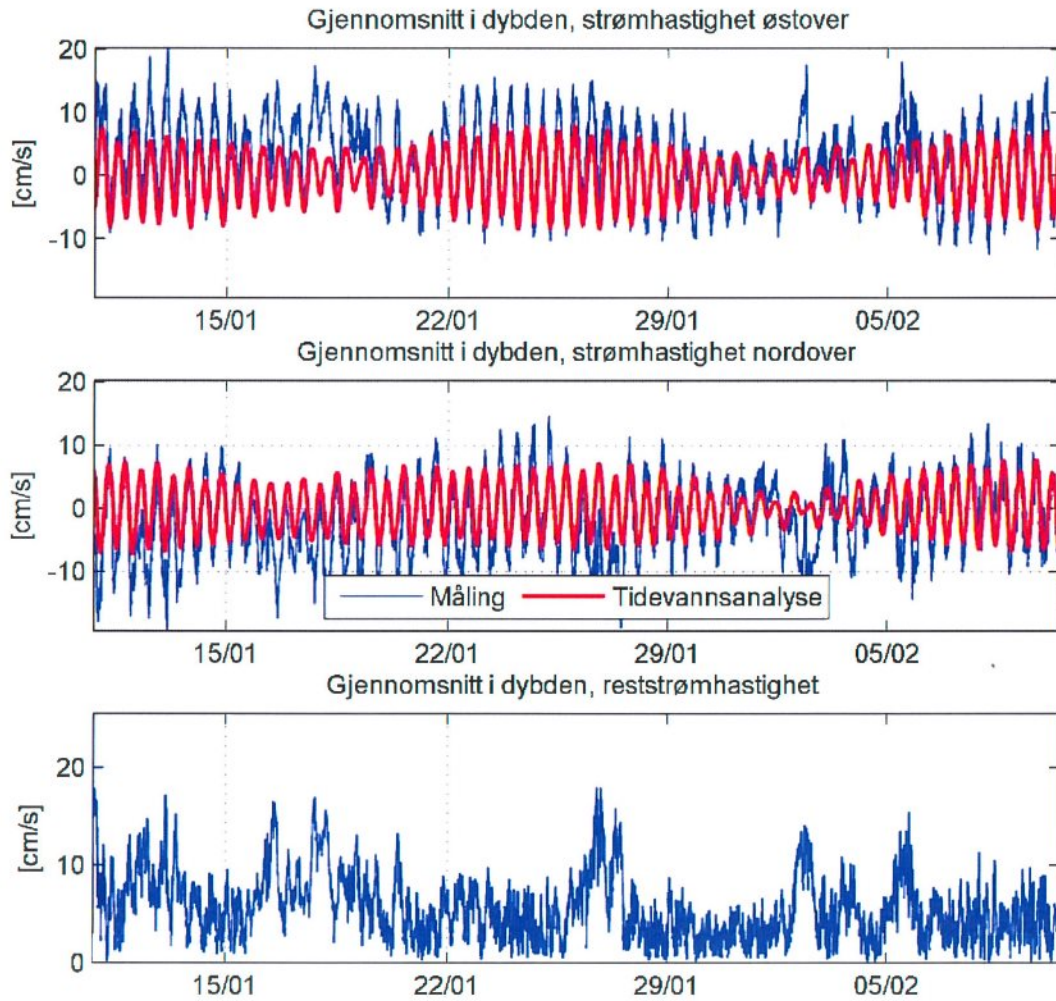 Gjennomsnitt i dybden, strømhastighet østover
20
10
0
-10
[cm/s]
15/01 22/01 29/01 05/02
Gjennomsnitt i dybden, strømhastighet nordover
20
10
0
-10
[cm/s]
Måling Tidevannsanalyse
15/01 22/01 29/01 05/02
Gjennomsnitt i dybden, reststrømhastighet
20
10
0
[cm/s]
15/01 22/01 29/01 05/02